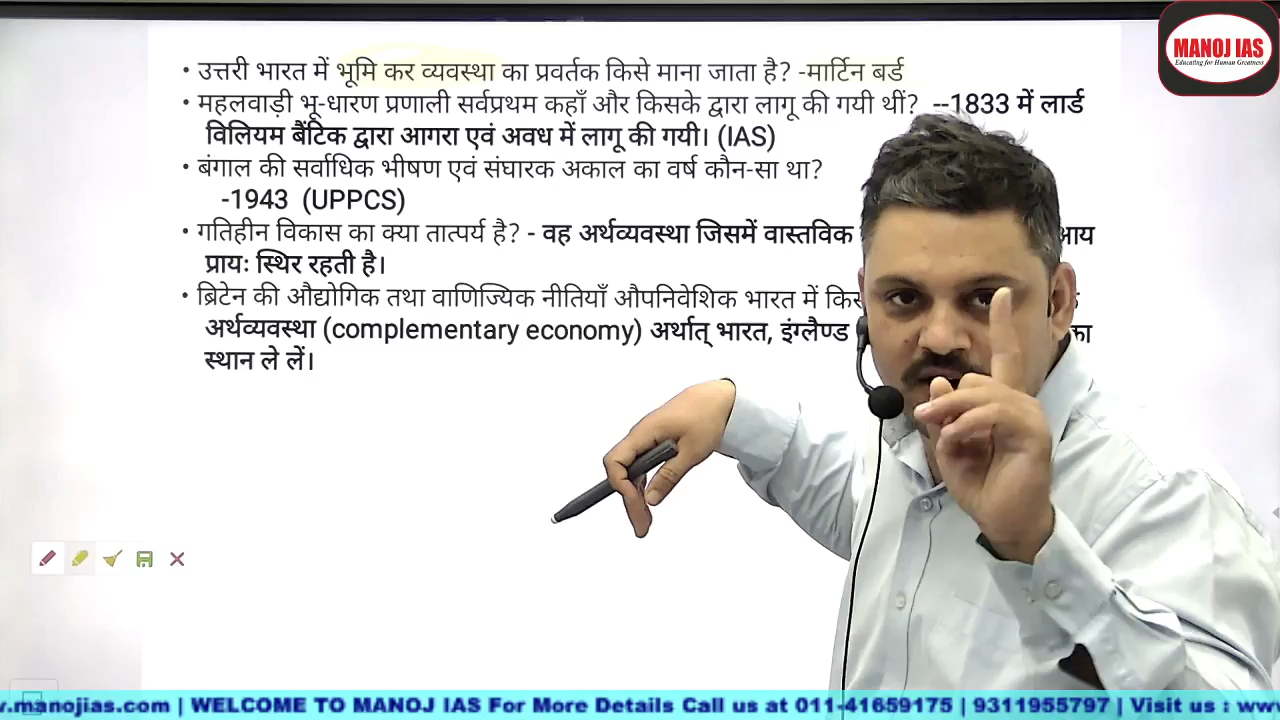 MANOJ IAS
Educating for Human Greatness
• उत्तरी भारत में भूमि कर व्यवस्था का प्रवर्तक किसे माना जाता है? -मार्टिन बर्ड
• महलवाड़ी भू-धारण प्रणाली सर्वप्रथम कहाँ और किसके द्वारा लागू की गयी थीं? --1833 में लार्ड
विलियम बैंटिक द्वारा आगरा एवं अवध में लागू की गयी। (IAS)
• बंगाल की सर्वाधिक भीषण एवं संघारक अकाल का वर्ष कौन-सा था?
-1943 (UPPCS)
• गतिहीन विकास का क्या तात्पर्य है? - वह अर्थव्यवस्था जिसमें वास्तविक आय
प्रायः स्थिर रहती है।
• ब्रिटेन की औद्योगिक तथा वाणिज्यिक नीतियाँ औपनिवेशिक भारत में
अर्थव्यवस्था (complementary economy) अर्थात् भारत, इंग्लैण्ड का
स्थान ले लें।
.manojias.com | WELCOME TO MANOJ IAS For More Details Call us at 011-41659175 | 9311955797 | Visit us :